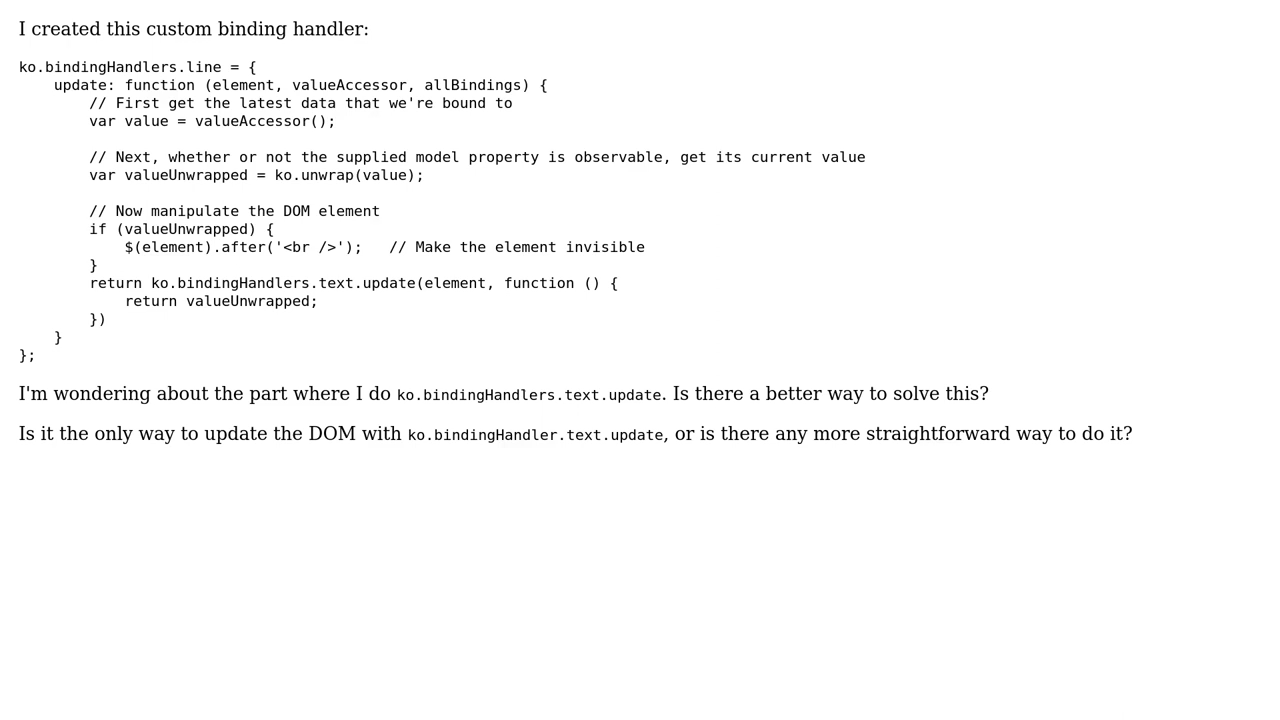 I created this custom binding handler:
ko.bindingHandlers.line = {
    update: function (element, valueAccessor, allBindings) {
        // First get the latest data that we're bound to
        var value = valueAccessor();

        // Next, whether or not the supplied model property is observable, get its current value
        var valueUnwrapped = ko.unwrap(value);

        // Now manipulate the DOM element
        if (valueUnwrapped) {
            $(element).after('<br />');   // Make the element invisible
        }
        return ko.bindingHandlers.text.update(element, function () {
            return valueUnwrapped;
        })
    }
};
I'm wondering about the part where I do ko.bindingHandlers.text.update. Is there a better way to solve this?
Is it the only way to update the DOM with ko.bindingHandler.text.update, or is there any more straightforward way to do it?